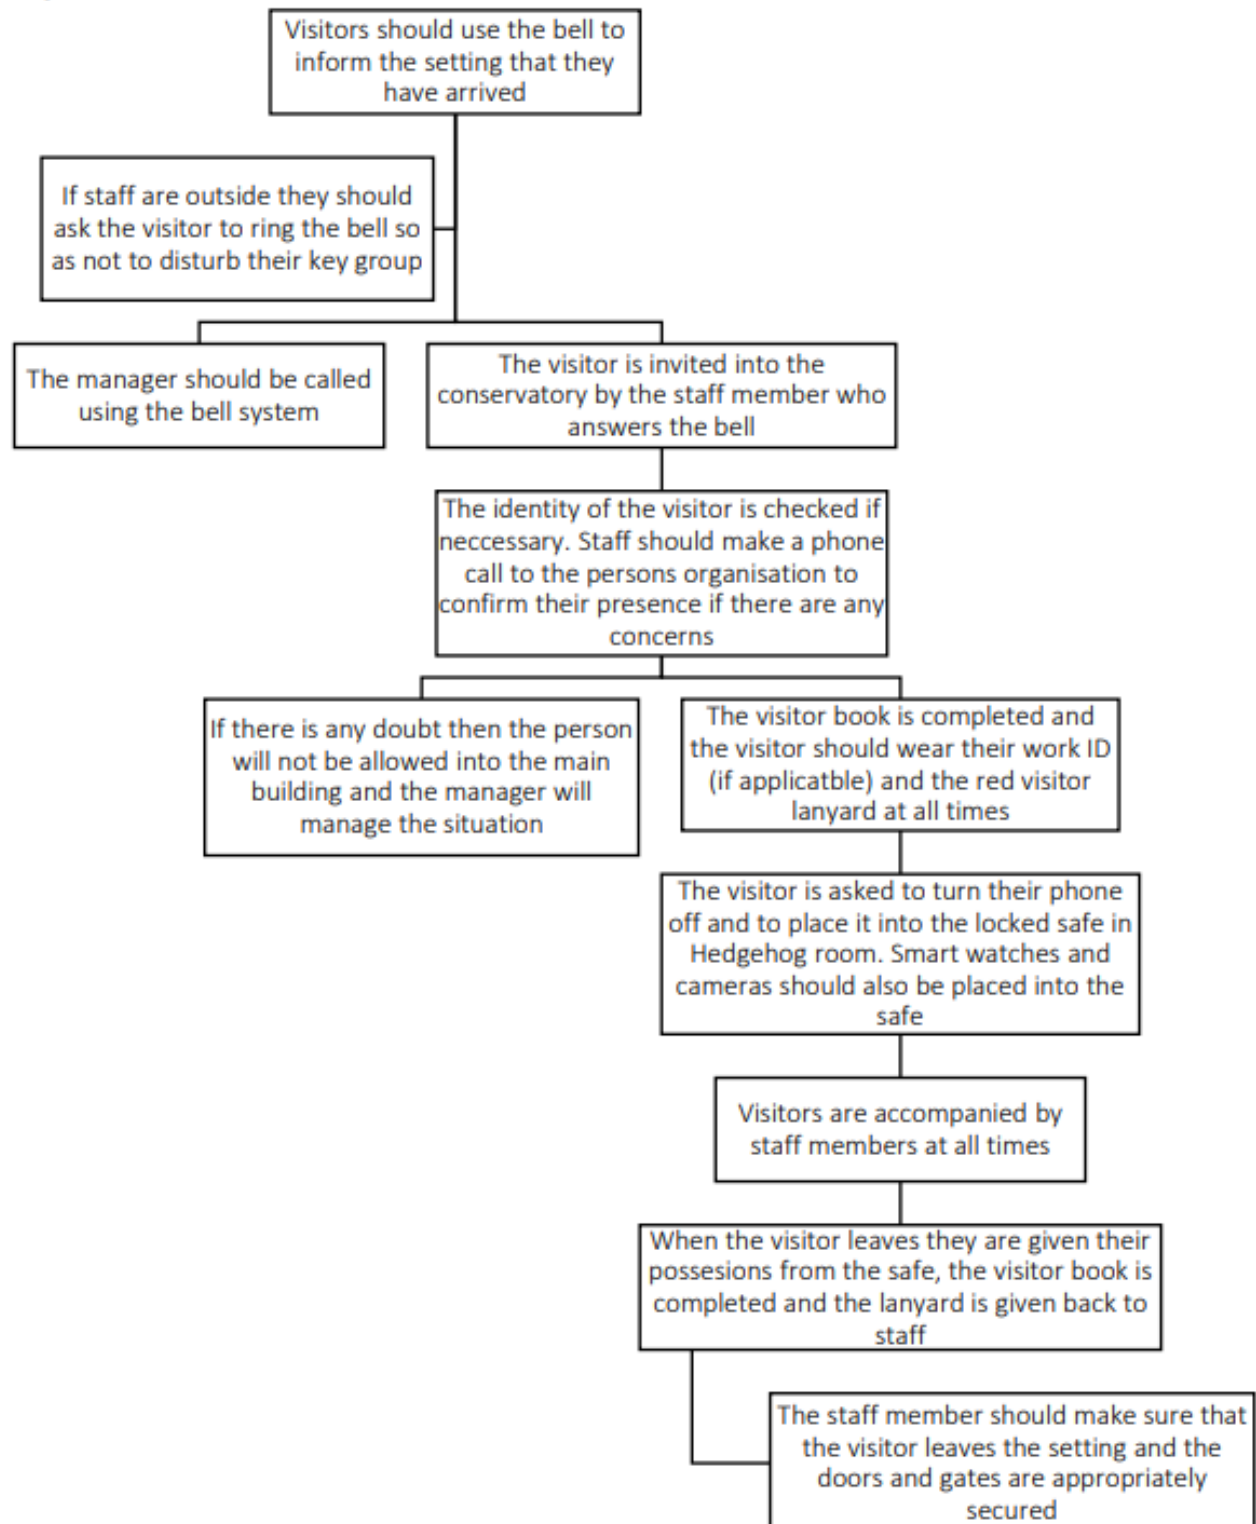 Visitors should use the bell to
inform the setting that they
have arrived
If staff are outside they should
ask the visitor to ring the bell so
as not to disturb their key group
The manager should be called
using the bell system
The visitor is invited into the
conservatory by the staff member who
answers the bell
The identity of the visitor is checked if
neccessary. Staff should make a phone
call to the persons organisation to
confirm their presence if there are any
concerns
If there is any doubt then the person
will not be allowed into the main
building and the manager will
manage the situation
The visitor book is completed and
the visitor should wear their work ID
(if applicatble) and the red visitor
lanyard at all times
The visitor is asked to turn their phone
off and to place it into the locked safe in
Hedgehog room. Smart watches and
cameras should also be placed into the
safe
Visitors are accompanied by
staff members at all times
When the visitor leaves they are given their
possesions from the safe, the visitor book is
completed and the lanyard is given back to
staff
The staff member should make sure that
the visitor leaves the setting and the
doors and gates are appropriately
secured